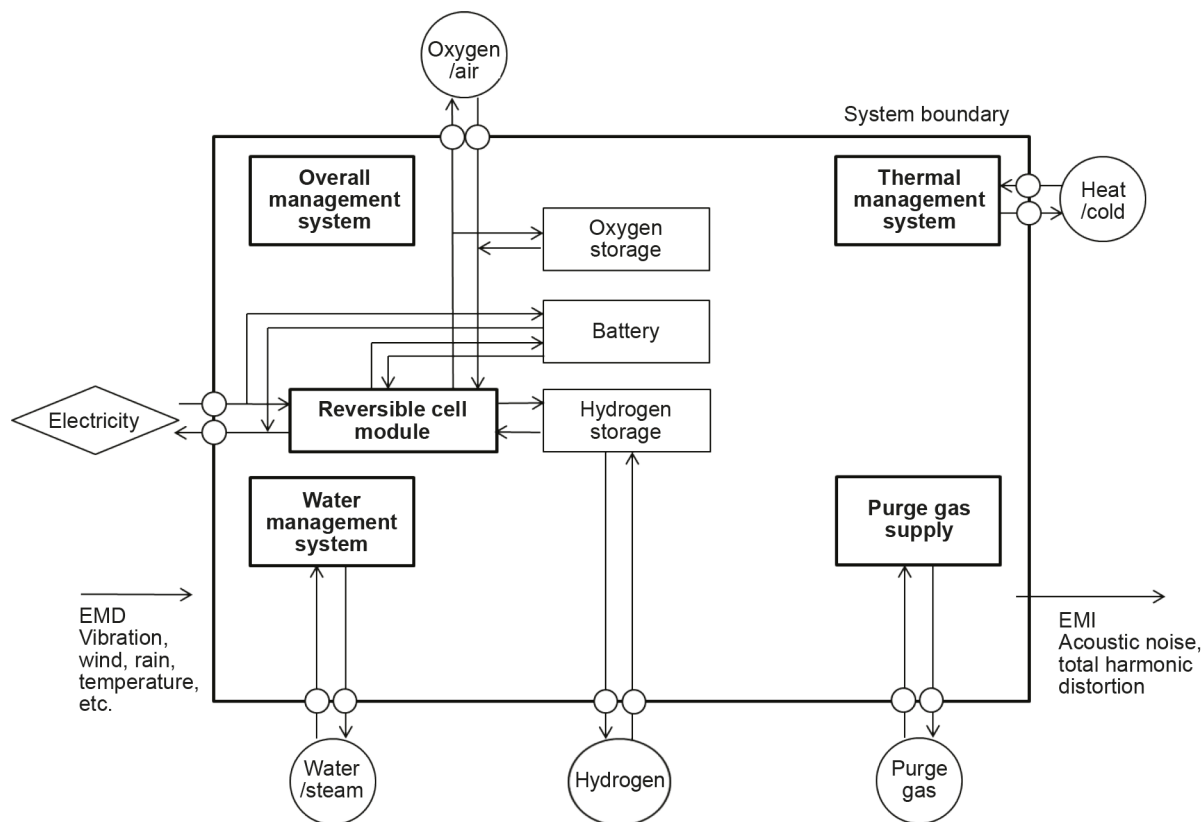 Oxygen
/air
System boundary
Overall
management
system
Thermal
management
system
Heat
/cold
Oxygen
storage
Battery
Electricity
Reversible cell
module
Hydrogen
storage
Water
management
system
Purge gas
supply
EMD
Vibration,
wind, rain,
temperature,
etc.
EMI
Acoustic noise,
total harmonic
distortion
Water
/steam
Hydrogen
Purge
gas